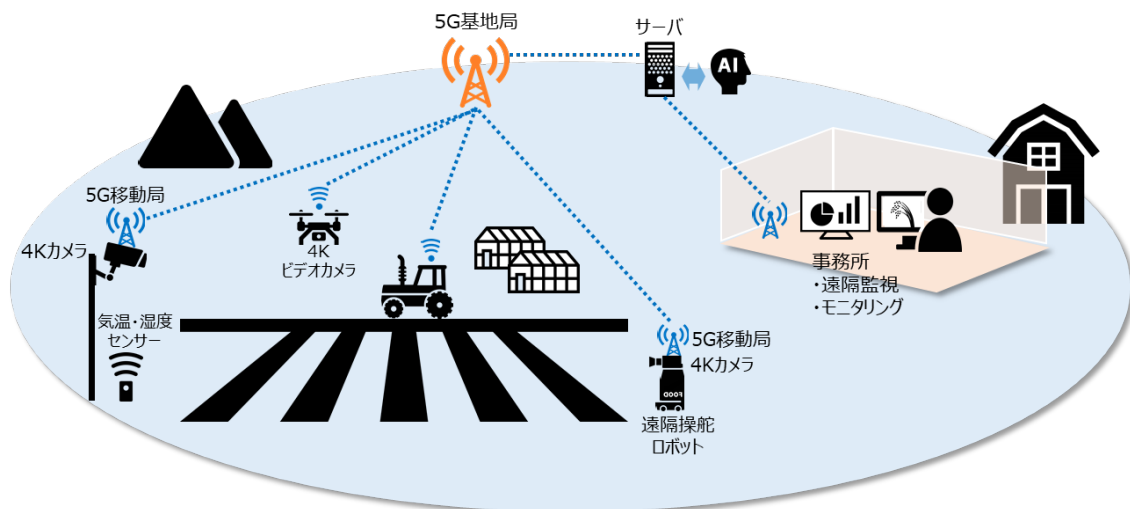 5G基地局
サーバ
AI
5G移動局
4Kカメラ
4K
ビデオカメラ
気温・湿度
センサー
事務所
・遠隔監視
・モニタリング
5G移動局
4Kカメラ
FOOD
遠隔操舵
ロボット